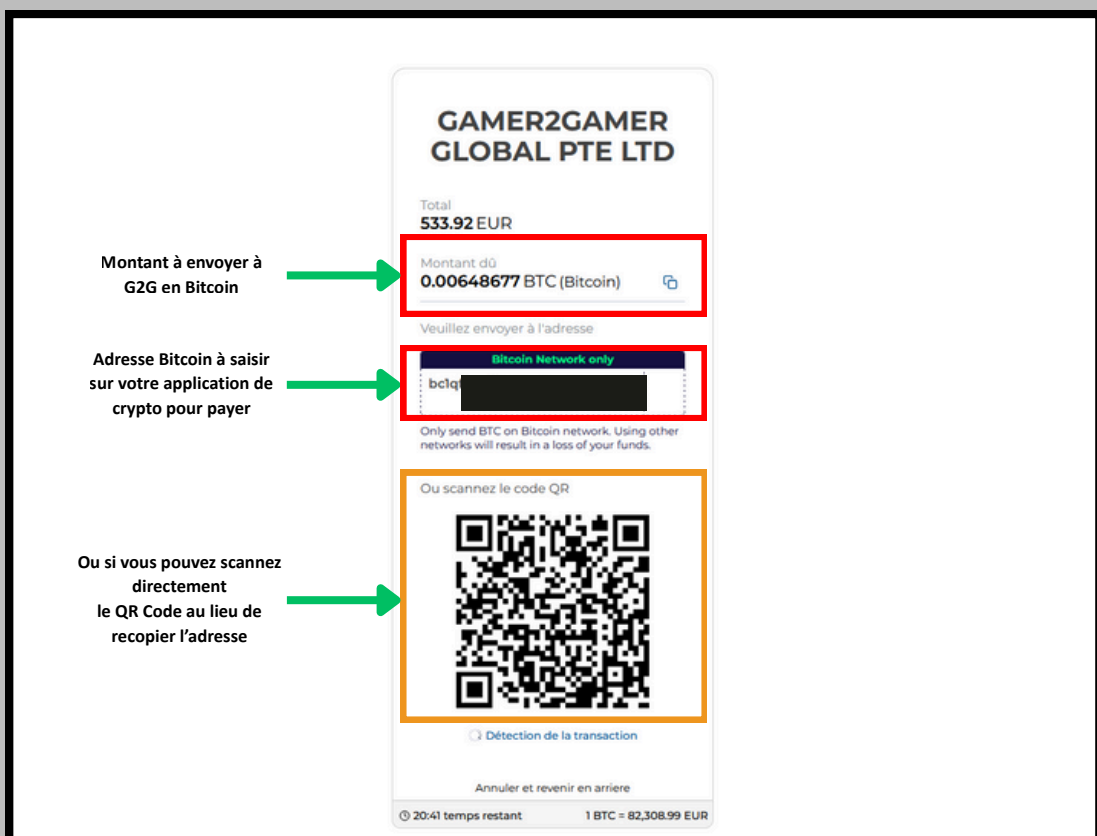 GAMER2GAMER
GLOBAL PTE LTD
Total
533.92 EUR
Montant à envoyer à
G2G en Bitcoin
Montant dû
0.00648677 BTC (Bitcoin)
Veuillez envoyer à l'adresse
Adresse Bitcoin à saisir
sur votre application de
crypto pour payer
Bitcoin Network only
Only send BTC on Bitcoin network. Using other
networks will result in a loss of your funds.
Ou scannez le code QR
Ou si vous pouvez scannez
directement
le QR Code au lieu de
recopier l’adresse
Détection de la transaction
Annuler et revenir en arriere
20:41 temps restant
1 BTC = 82,308.99 EUR